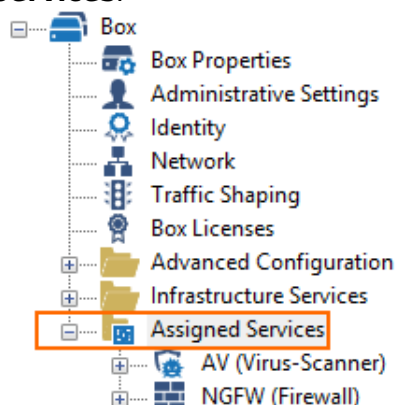 Services.
Box
Box Properties
Administrative Settings
Identity
Network
Traffic Shaping
Box Licenses
Advanced Configuration
Infrastructure Services
Assigned Services
AV (Virus-Scanner)
NGFW (Firewall)